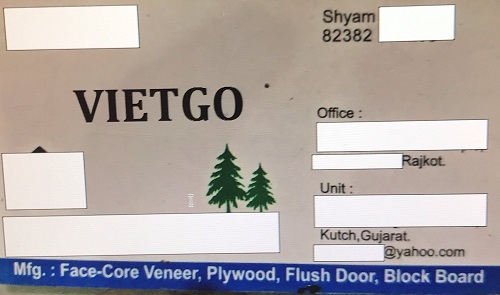 Shyam
82382
VIETGO
Office :
Rajkot.
Unit :
Kutch,Gujarat.
@yahoo.com
Mfg. : Face-Core Veneer, Plywood, Flush Door, Block Board